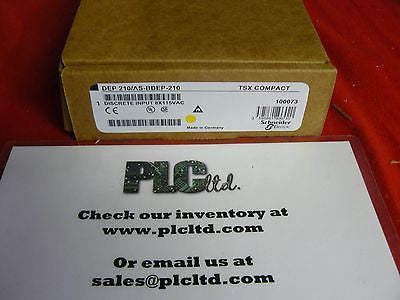 DEP 210/AS-BDEP-210
TSX COMPACT
1 DISCRETE INPUT 8X115VAC
100073
Made in Germany
Schneider
Electric
PLC ltd.
Check our inventory at
www.plcltd.com
Or email us at
sales@plcltd.com